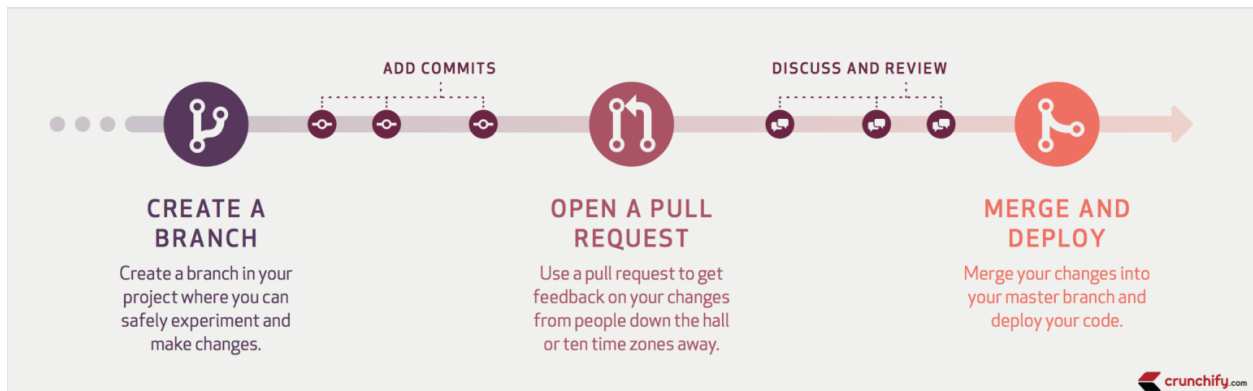 ADD COMMITS
DISCUSS AND REVIEW
CREATE A
BRANCH
Create a branch in your
project where you can
safely experiment and
make changes.
OPEN A PULL
REQUEST
Use a pull request to get
feedback on your changes
from people down the hall
or ten time zones away.
MERGE AND
DEPLOY
Merge your changes into
your master branch and
deploy your code.
crunchify.com